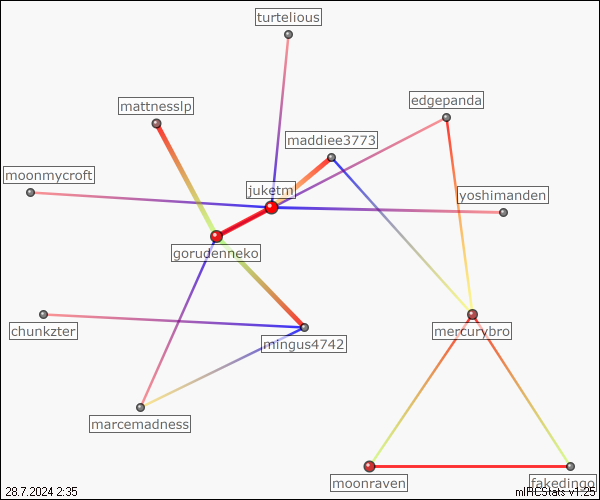 turtelious
edgepanda
mattnesslp
maddiee3773
moonmycroft
juketm
yoshimanden
gorudenneko
chunkzter
mercurybro
mingus4742
marcemadness
moonraven
fakedingo
28.7.2024 2:35
mIRCStats v1.25